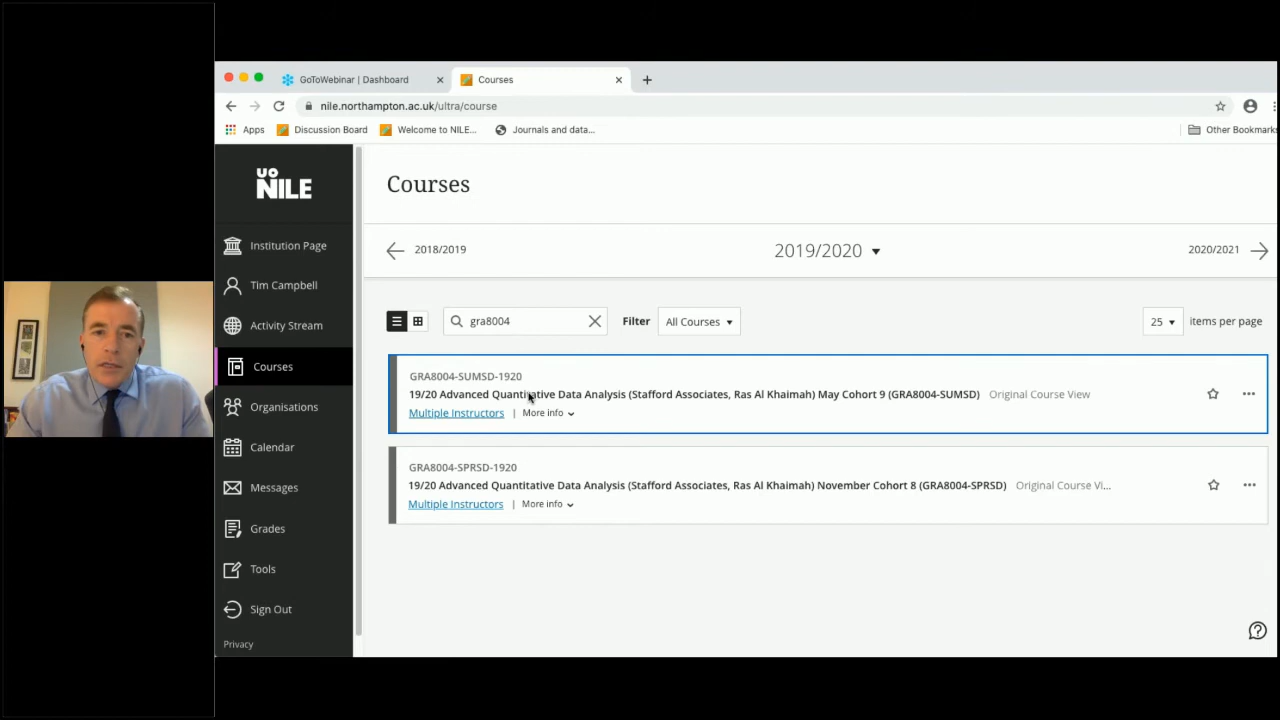 GoToWebinar | Dashboard
Courses
nile.northampton.ac.uk/ultra/course
Apps
Discussion Board
Welcome to NILE...
Journals and data...
Other Bookmarks
UO
NILE
Institution Page
Tim Campbell
Activity Stream
Courses
Organisations
Calendar
Messages
Grades
Tools
Sign Out
Privacy
Courses
2018/2019
2019/2020
2020/2021
gra8004
Filter
All Courses
25
items per page
GRA8004-SUMSD-1920
19/20 Advanced Quantitative Data Analysis (Stafford Associates, Ras Al Khaimah) May Cohort 9 (GRA8004-SUMSD) Original Course View
Multiple Instructors | More info
GRA8004-SPRSD-1920
19/20 Advanced Quantitative Data Analysis (Stafford Associates, Ras Al Khaimah) November Cohort 8 (GRA8004-SPRSD) Original Course Vi...
Multiple Instructors | More info